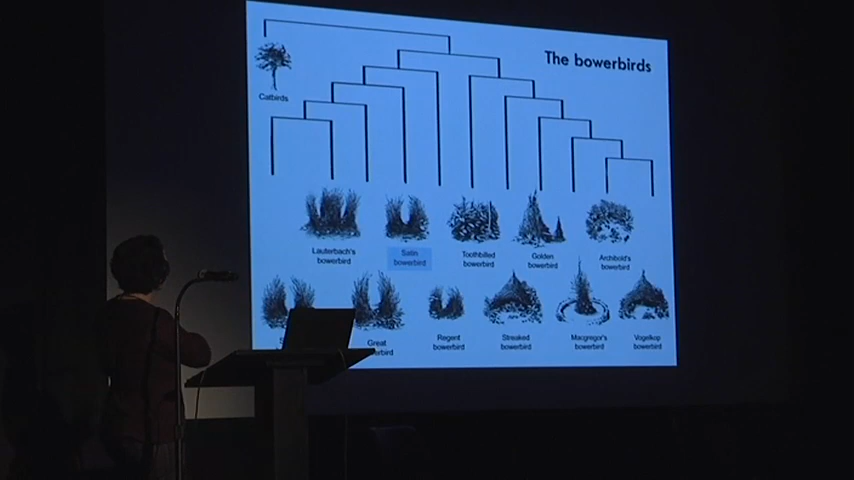 The bowerbirds
Catbirds
Lauterbach's
bowerbird
Satin
bowerbird
Toothbilled
bowerbird
Golden
bowerbird
Archbold's
bowerbird
Great
Regent
bowerbird
Streaked
bowerbird
Macgregor's
bowerbird
Vogelkop
bowerbird